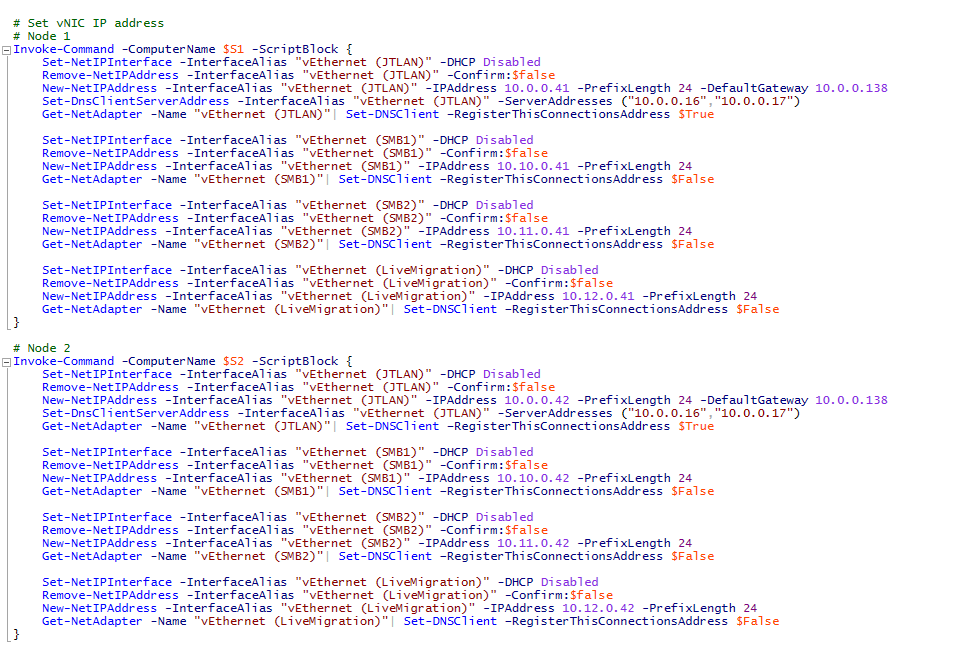 # Set vNIC IP address
# Node 1
Invoke-Command -ComputerName $S1 -ScriptBlock {
    Set-NetIPInterface -InterfaceAlias "vEthernet (JTLAN)" -DHCP Disabled
    Remove-NetIPAddress -InterfaceAlias "vEthernet (JTLAN)" -Confirm:$false
    New-NetIPAddress -InterfaceAlias "vEthernet (JTLAN)" -IPAddress 10.0.0.41 -PrefixLength 24 -DefaultGateway 10.0.0.138
    Set-DnsClientServerAddress -InterfaceAlias "vEthernet (JTLAN)" -ServerAddresses ("10.0.0.16","10.0.0.17")
    Get-NetAdapter -Name "vEthernet (JTLAN)"| Set-DNSClient –RegisterThisConnectionsAddress $True

    Set-NetIPInterface -InterfaceAlias "vEthernet (SMB1)" -DHCP Disabled
    Remove-NetIPAddress -InterfaceAlias "vEthernet (SMB1)" -Confirm:$false
    New-NetIPAddress -InterfaceAlias "vEthernet (SMB1)" -IPAddress 10.10.0.41 -PrefixLength 24
    Get-NetAdapter -Name "vEthernet (SMB1)"| Set-DNSClient –RegisterThisConnectionsAddress $False

    Set-NetIPInterface -InterfaceAlias "vEthernet (SMB2)" -DHCP Disabled
    Remove-NetIPAddress -InterfaceAlias "vEthernet (SMB2)" -Confirm:$false
    New-NetIPAddress -InterfaceAlias "vEthernet (SMB2)" -IPAddress 10.11.0.41 -PrefixLength 24
    Get-NetAdapter -Name "vEthernet (SMB2)"| Set-DNSClient –RegisterThisConnectionsAddress $False

    Set-NetIPInterface -InterfaceAlias "vEthernet (LiveMigration)" -DHCP Disabled
    Remove-NetIPAddress -InterfaceAlias "vEthernet (LiveMigration)" -Confirm:$false
    New-NetIPAddress -InterfaceAlias "vEthernet (LiveMigration)" -IPAddress 10.12.0.41 -PrefixLength 24
    Get-NetAdapter -Name "vEthernet (LiveMigration)"| Set-DNSClient –RegisterThisConnectionsAddress $False
}

# Node 2
Invoke-Command -ComputerName $S2 -ScriptBlock {
    Set-NetIPInterface -InterfaceAlias "vEthernet (JTLAN)" -DHCP Disabled
    Remove-NetIPAddress -InterfaceAlias "vEthernet (JTLAN)" -Confirm:$false
    New-NetIPAddress -InterfaceAlias "vEthernet (JTLAN)" -IPAddress 10.0.0.42 -PrefixLength 24 -DefaultGateway 10.0.0.138
    Set-DnsClientServerAddress -InterfaceAlias "vEthernet (JTLAN)" -ServerAddresses ("10.0.0.16","10.0.0.17")
    Get-NetAdapter -Name "vEthernet (JTLAN)"| Set-DNSClient –RegisterThisConnectionsAddress $True

    Set-NetIPInterface -InterfaceAlias "vEthernet (SMB1)" -DHCP Disabled
    Remove-NetIPAddress -InterfaceAlias "vEthernet (SMB1)" -Confirm:$false
    New-NetIPAddress -InterfaceAlias "vEthernet (SMB1)" -IPAddress 10.10.0.42 -PrefixLength 24
    Get-NetAdapter -Name "vEthernet (SMB1)"| Set-DNSClient –RegisterThisConnectionsAddress $False

    Set-NetIPInterface -InterfaceAlias "vEthernet (SMB2)" -DHCP Disabled
    Remove-NetIPAddress -InterfaceAlias "vEthernet (SMB2)" -Confirm:$false
    New-NetIPAddress -InterfaceAlias "vEthernet (SMB2)" -IPAddress 10.11.0.42 -PrefixLength 24
    Get-NetAdapter -Name "vEthernet (SMB2)"| Set-DNSClient –RegisterThisConnectionsAddress $False

    Set-NetIPInterface -InterfaceAlias "vEthernet (LiveMigration)" -DHCP Disabled
    Remove-NetIPAddress -InterfaceAlias "vEthernet (LiveMigration)" -Confirm:$false
    New-NetIPAddress -InterfaceAlias "vEthernet (LiveMigration)" -IPAddress 10.12.0.42 -PrefixLength 24
    Get-NetAdapter -Name "vEthernet (LiveMigration)"| Set-DNSClient –RegisterThisConnectionsAddress $False
}